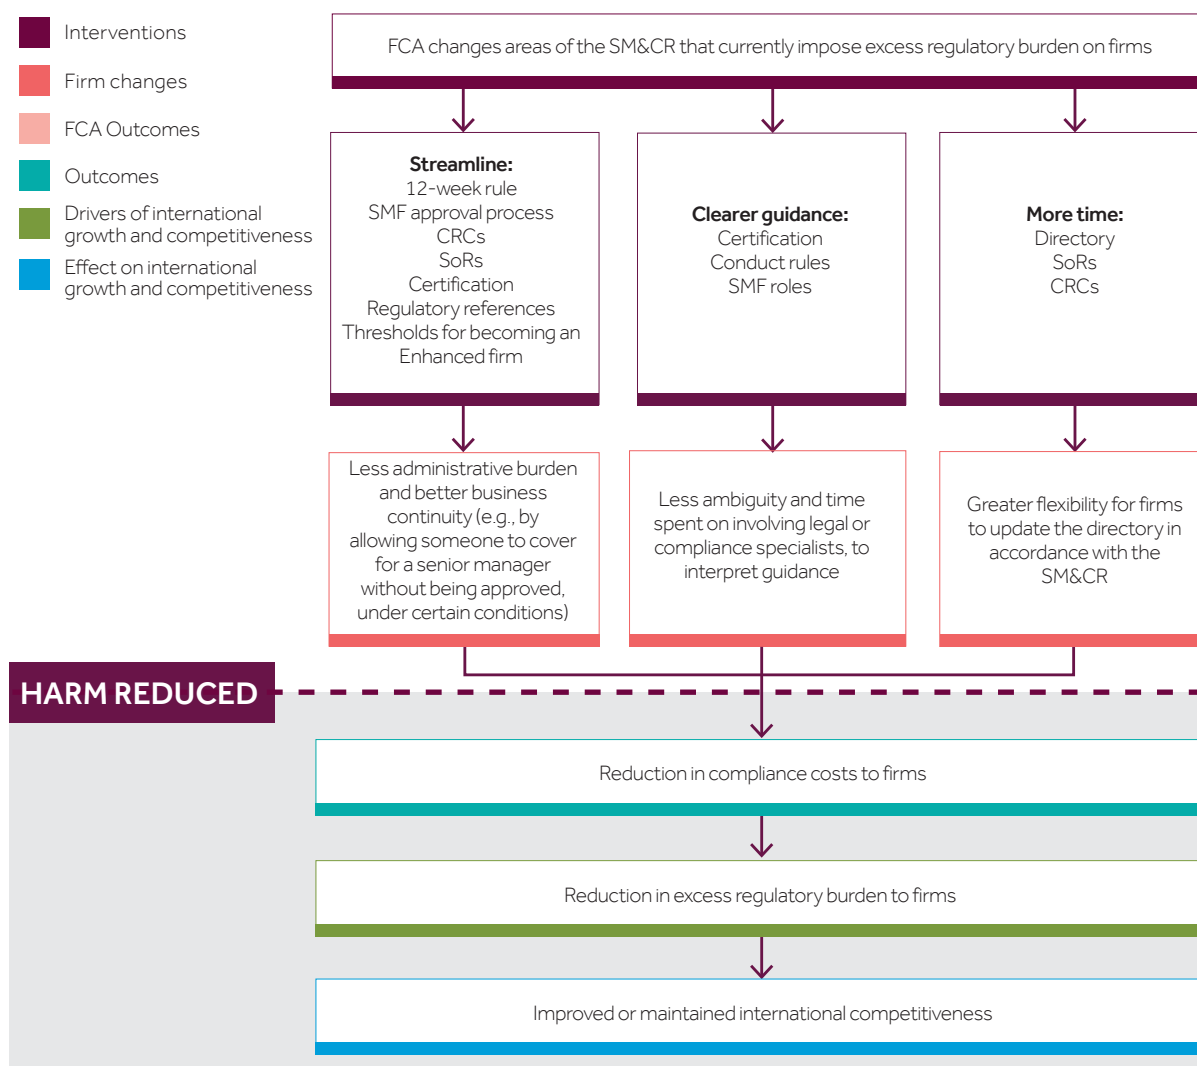 Interventions
Firm changes
FCA Outcomes
Outcomes
Drivers of international
growth and competitiveness
Effect on international
growth and competitiveness
FCA changes areas of the SM&CR that currently impose excess regulatory burden on firms
Streamline:
12-week rule
SMF approval process
CRCs
SoRs
Certification
Regulatory references
Thresholds for becoming an
Enhanced firm
Clearer guidance:
Certification
Conduct rules
SMF roles
More time:
Directory
SoRs
CRCs
Less administrative burden
and better business
continuity (e.g., by
allowing someone to cover
for a senior manager
without being approved,
under certain conditions)
Less ambiguity and time
spent on involving legal or
compliance specialists, to
interpret guidance
Greater flexibility for firms
to update the directory in
accordance with the
SM&CR
HARM REDUCED
Reduction in compliance costs to firms
Reduction in excess regulatory burden to firms
Improved or maintained international competitiveness